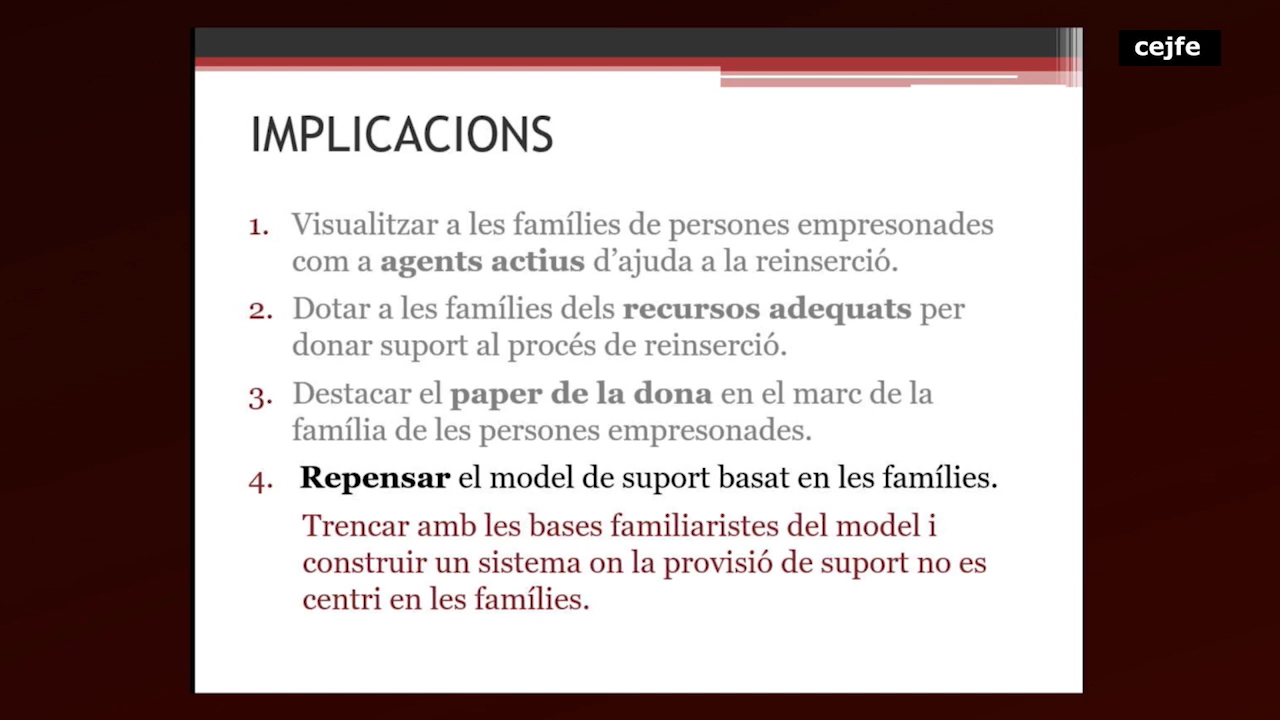 cejfe
IMPLICACIONS
1. Visualitzar a les famílies de persones empresonades
com a agents actius d’ajuda a la reinserció.
2. Dotar a les famílies dels recursos adequats per
donar suport al procés de reinserció.
3. Destacar el paper de la dona en el marc de la
família de les persones empresonades.
4. Repensar el model de suport basat en les famílies.
Trencar amb les bases familiaristes del model i
construir un sistema on la provisió de suport no es
centri en les famílies.